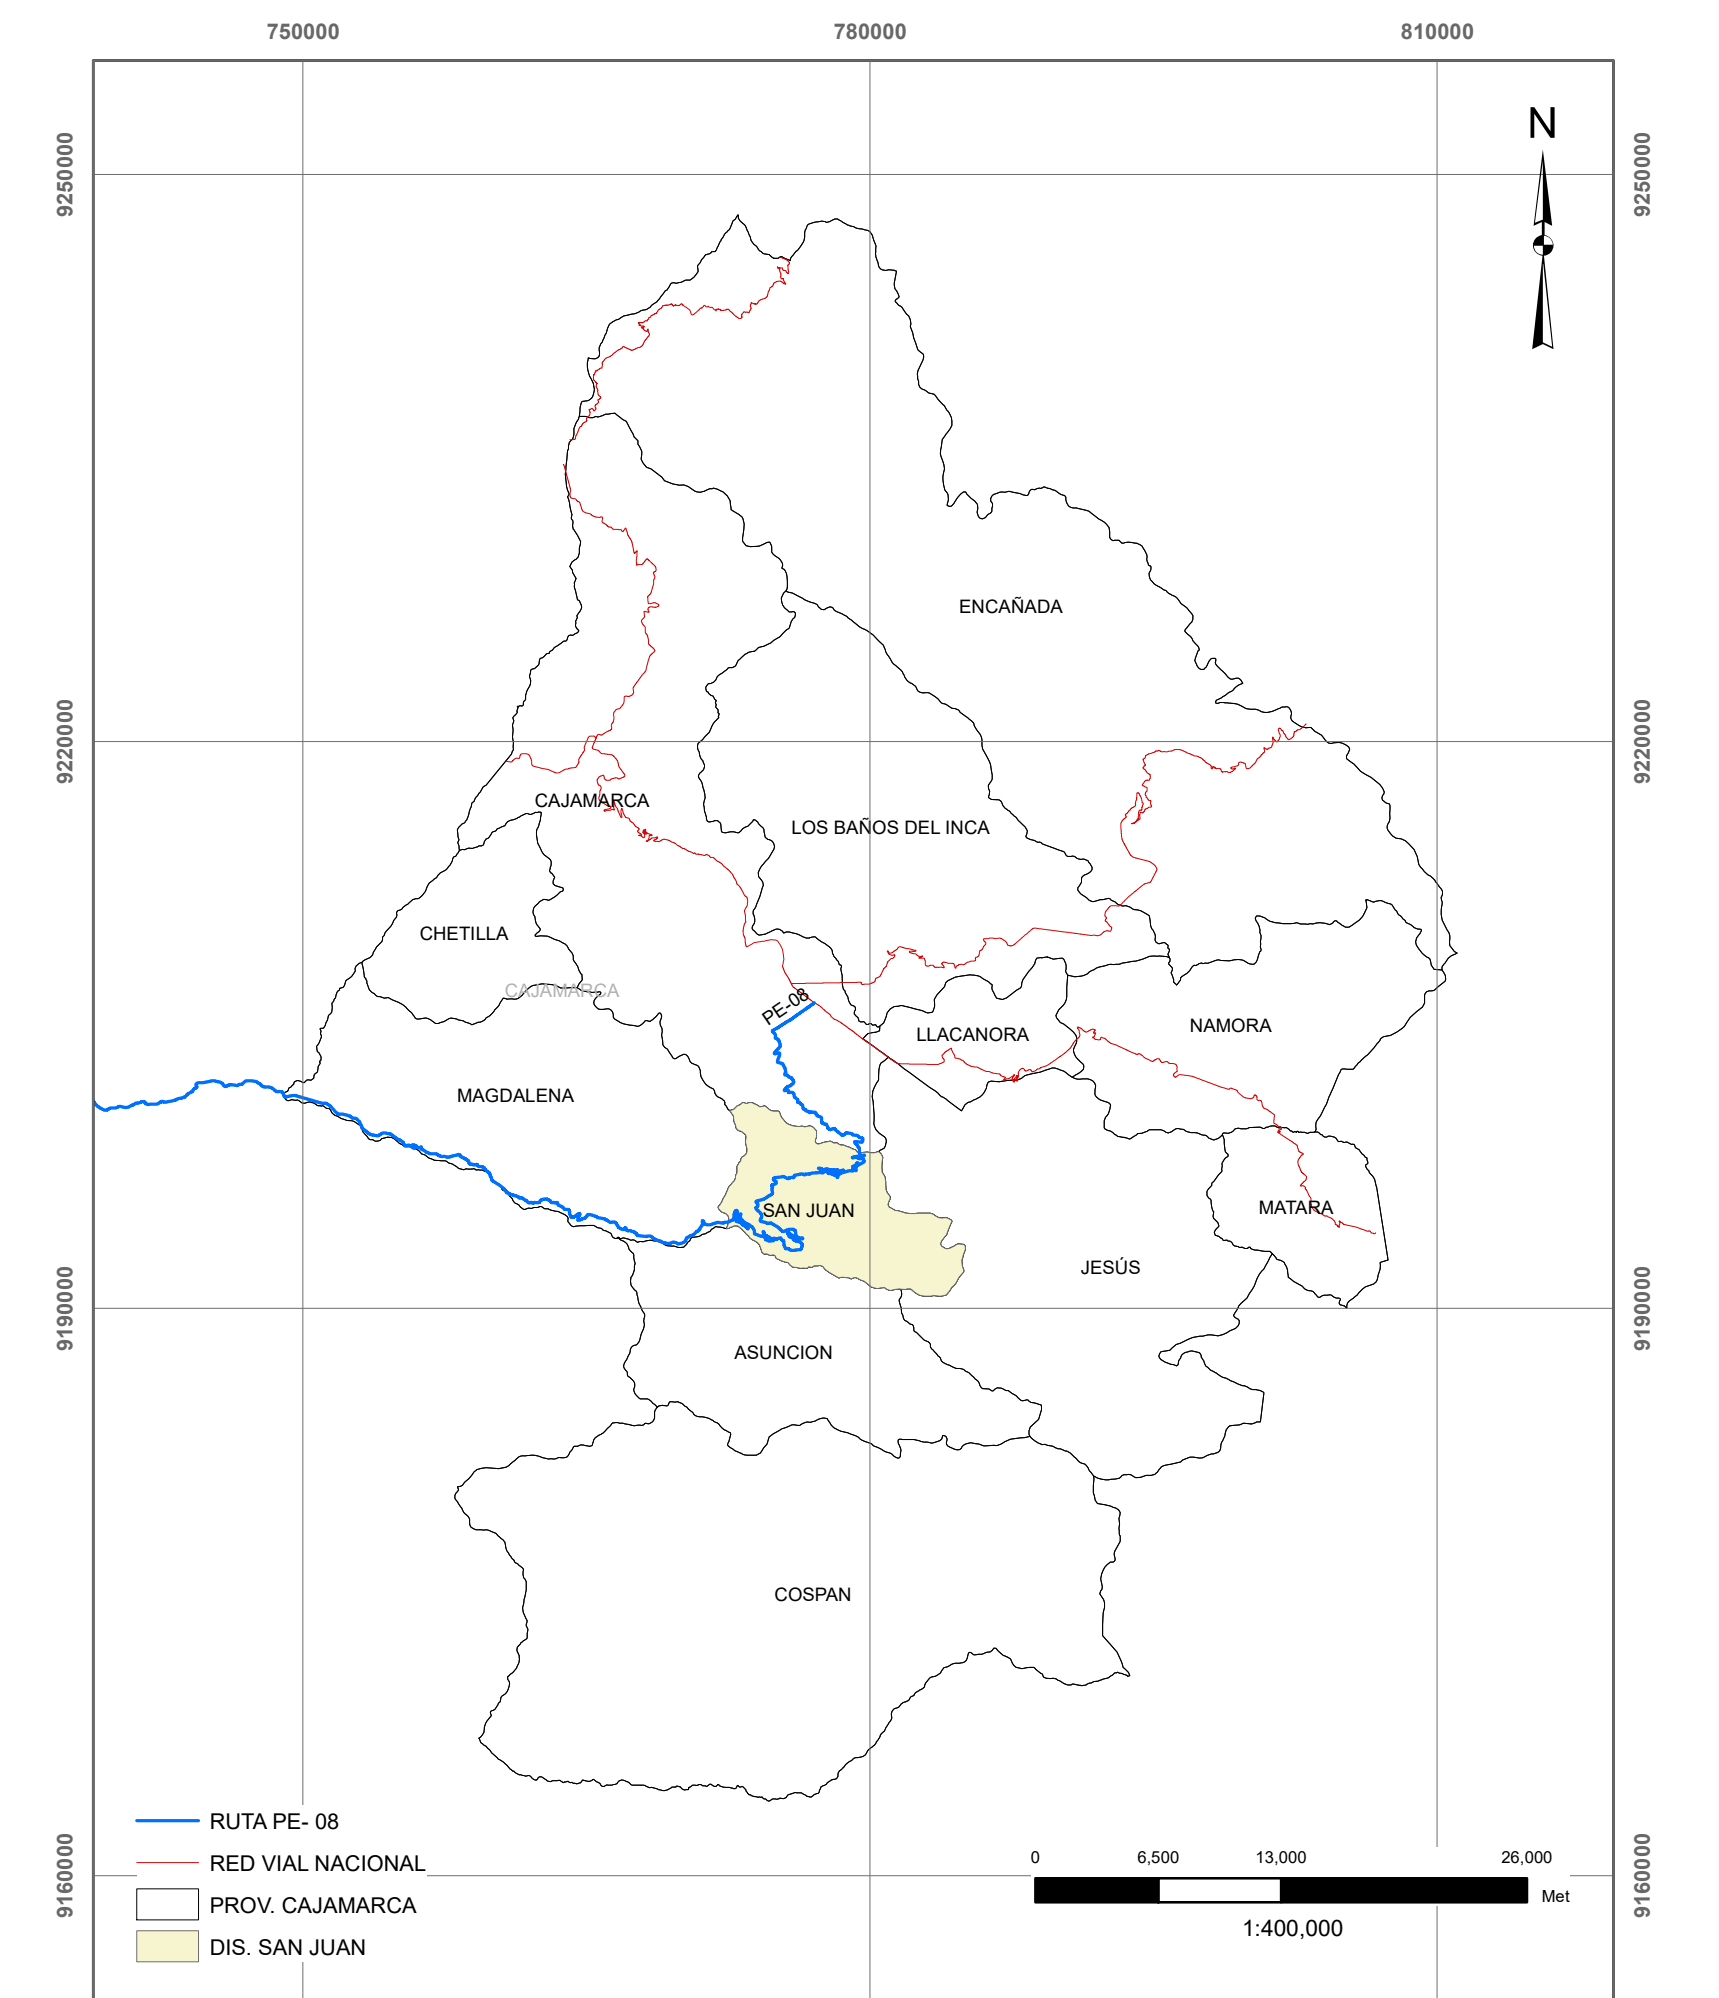 750000
780000
810000
N
9250000
9250000
ENCAÑADA
9220000
9220000
CAJAMARCA
LOS BAÑOS DEL INCA
CHETILLA
CAJAMARCA
PE-08
LLACANORA
NAMORA
MAGDALENA
SAN JUAN
MATARA
JESÚS
9190000
9190000
ASUNCION
COSPAN
RUTA PE- 08
RED VIAL NACIONAL
PROV. CAJAMARCA
DIS. SAN JUAN
9160000
9160000
0 6,500 13,000 26,000
Met
1:400,000